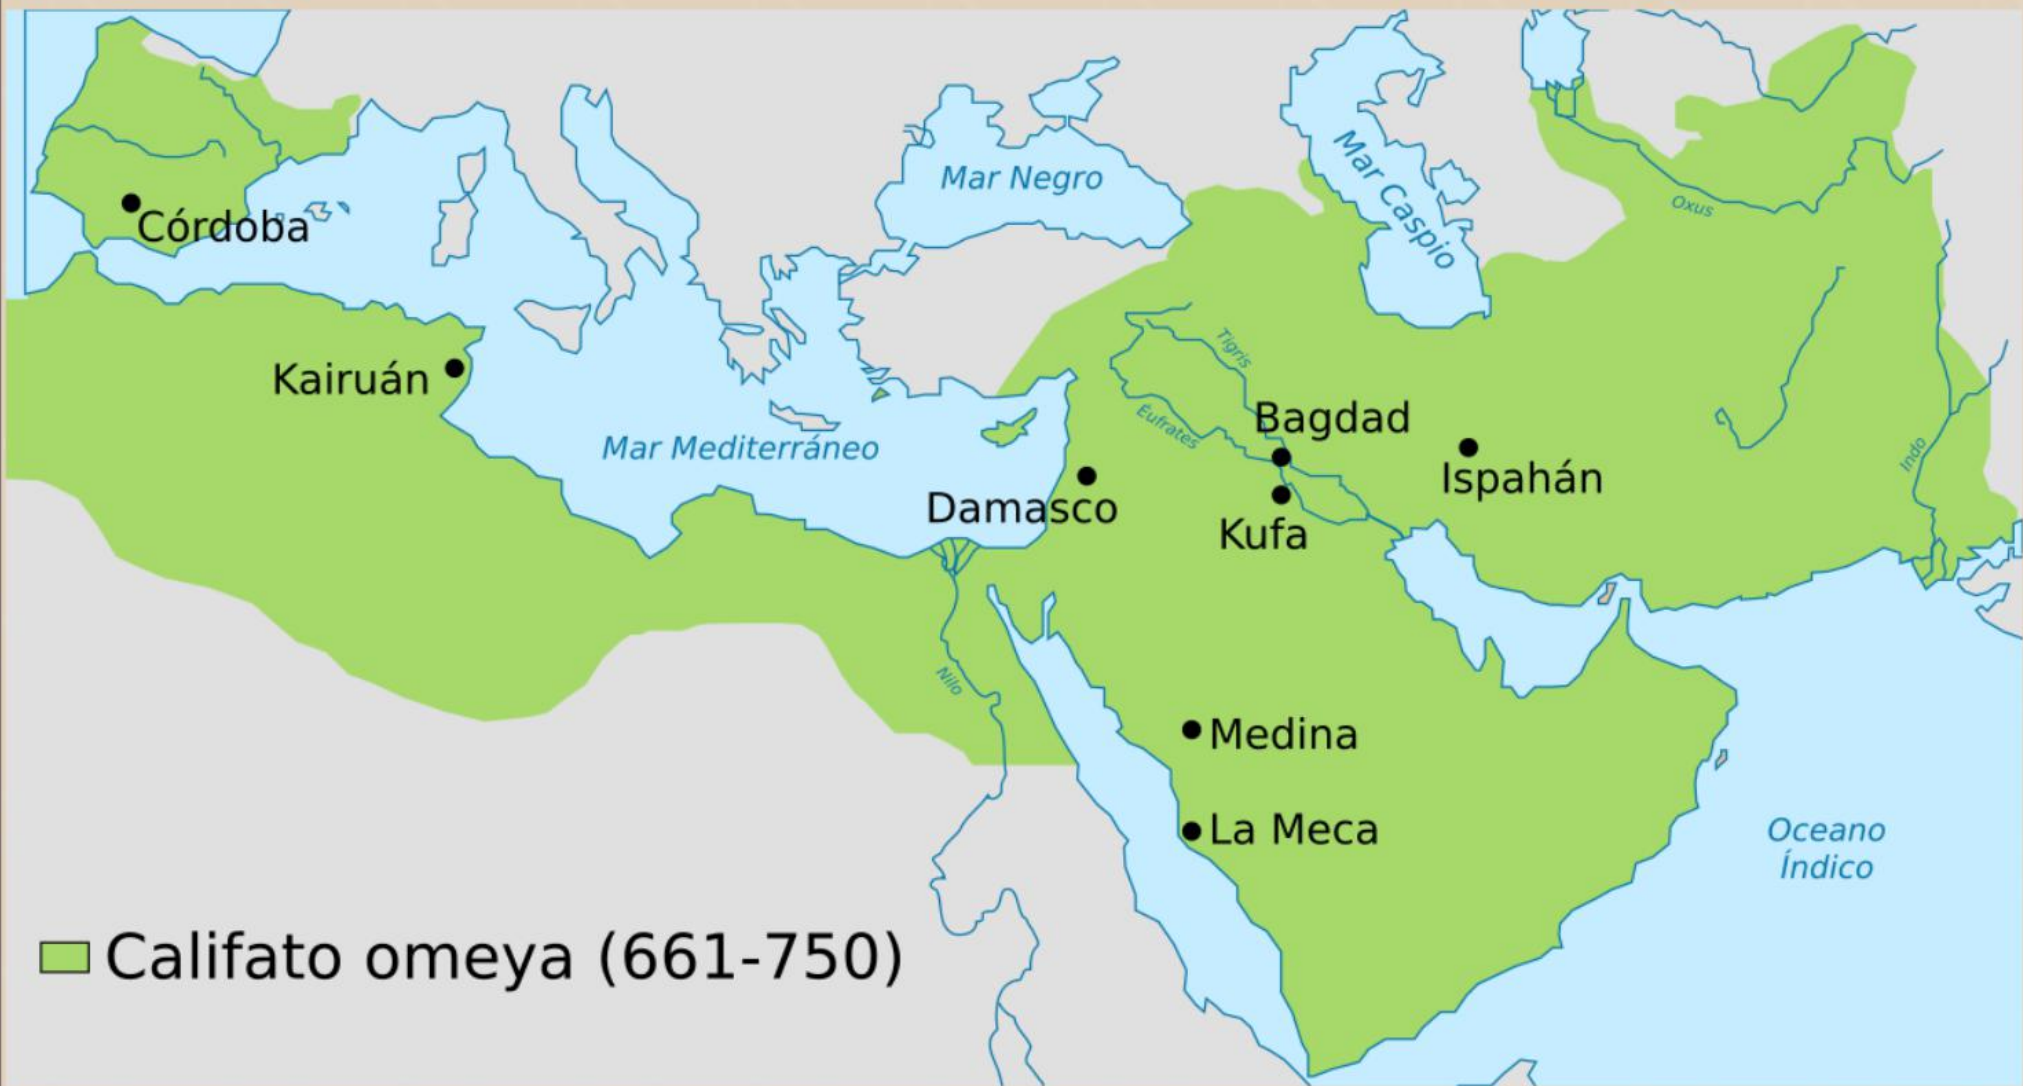 Mar Negro
Mar Caspio
Oxus
Córdoba
Tigris
Kairuán
Éufrates
Bagdad
Mar Mediterráneo
Ispahán
Indo
Damasco
Kufa
Nilo
Medina
La Meca
Oceano
Índico
Califato omeya (661-750)